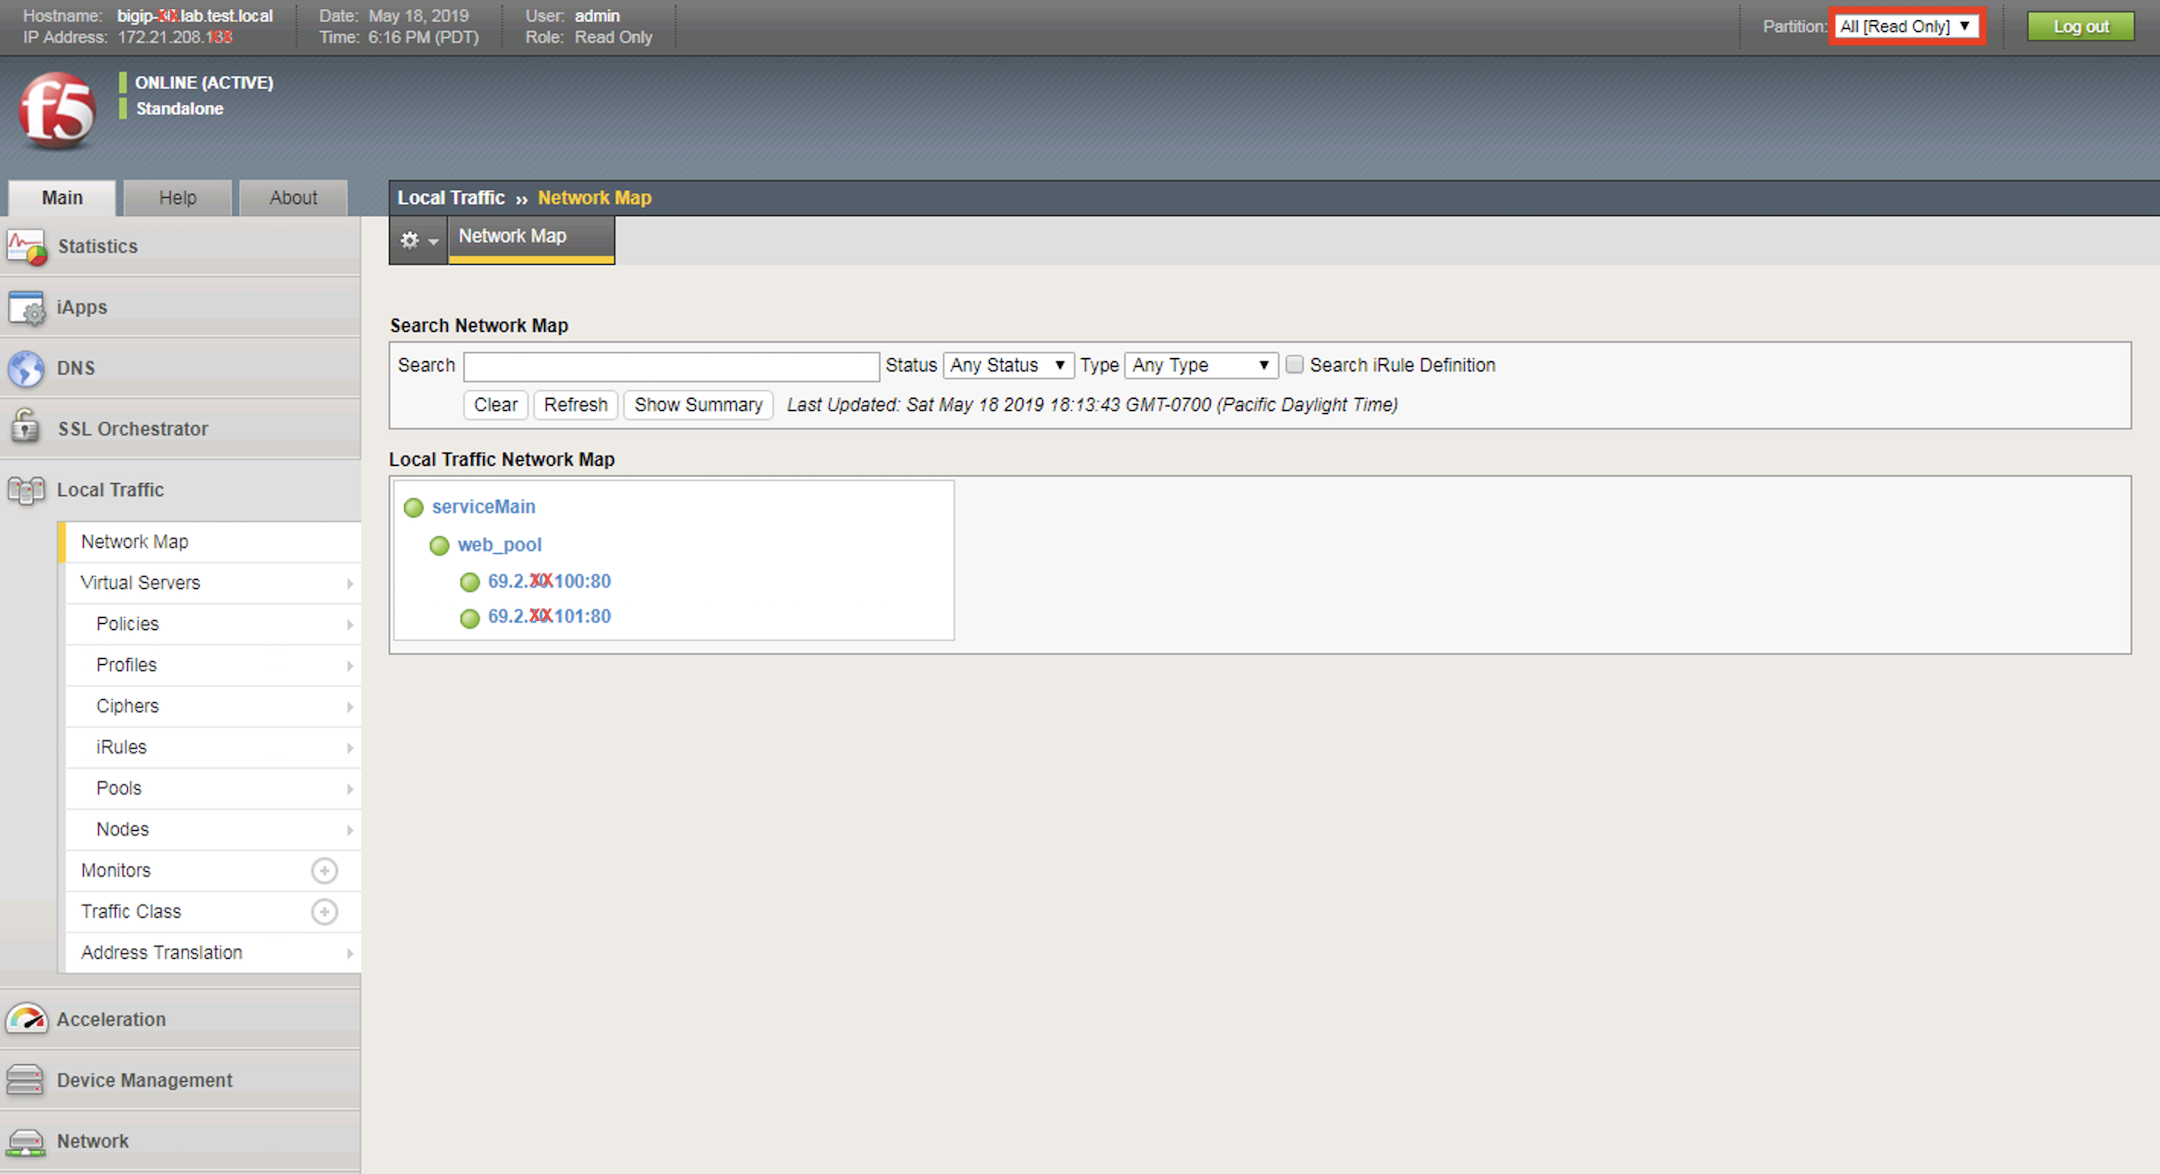 Hostname: bigip-XX.lab.test.local
IP Address: 172.21.208.1XX
Date: May 18, 2019
Time: 6:16 PM (PDT)
User: admin
Role: Read Only
Partition: All [Read Only]
Log out
f5
ONLINE (ACTIVE)
Standalone
Main
Help
About
Statistics
iApps
DNS
SSL Orchestrator
Local Traffic
Network Map
Virtual Servers
Policies
Profiles
Ciphers
iRules
Pools
Nodes
Monitors
Traffic Class
Address Translation
Acceleration
Device Management
Network
Local Traffic ›› Network Map
Network Map
Search Network Map
Search Status Any Status Type Any Type Search iRule Definition
Clear Refresh Show Summary Last Updated: Sat May 18 2019 18:13:43 GMT-0700 (Pacific Daylight Time)
Local Traffic Network Map
serviceMain
web_pool
69.2.XX.100:80
69.2.XX.101:80